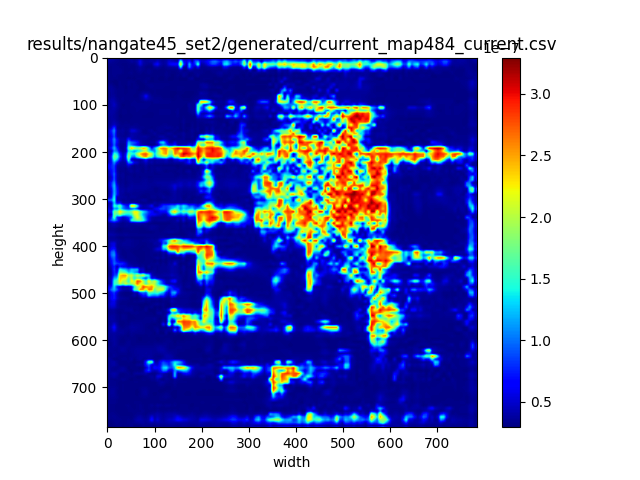 results/nangate45_set2/generated/current_map484_current.csv
1e−7
0
100
200
300
400
500
600
700
height
0 100 200 300 400 500 600 700
width
3.0
2.5
2.0
1.5
1.0
0.5